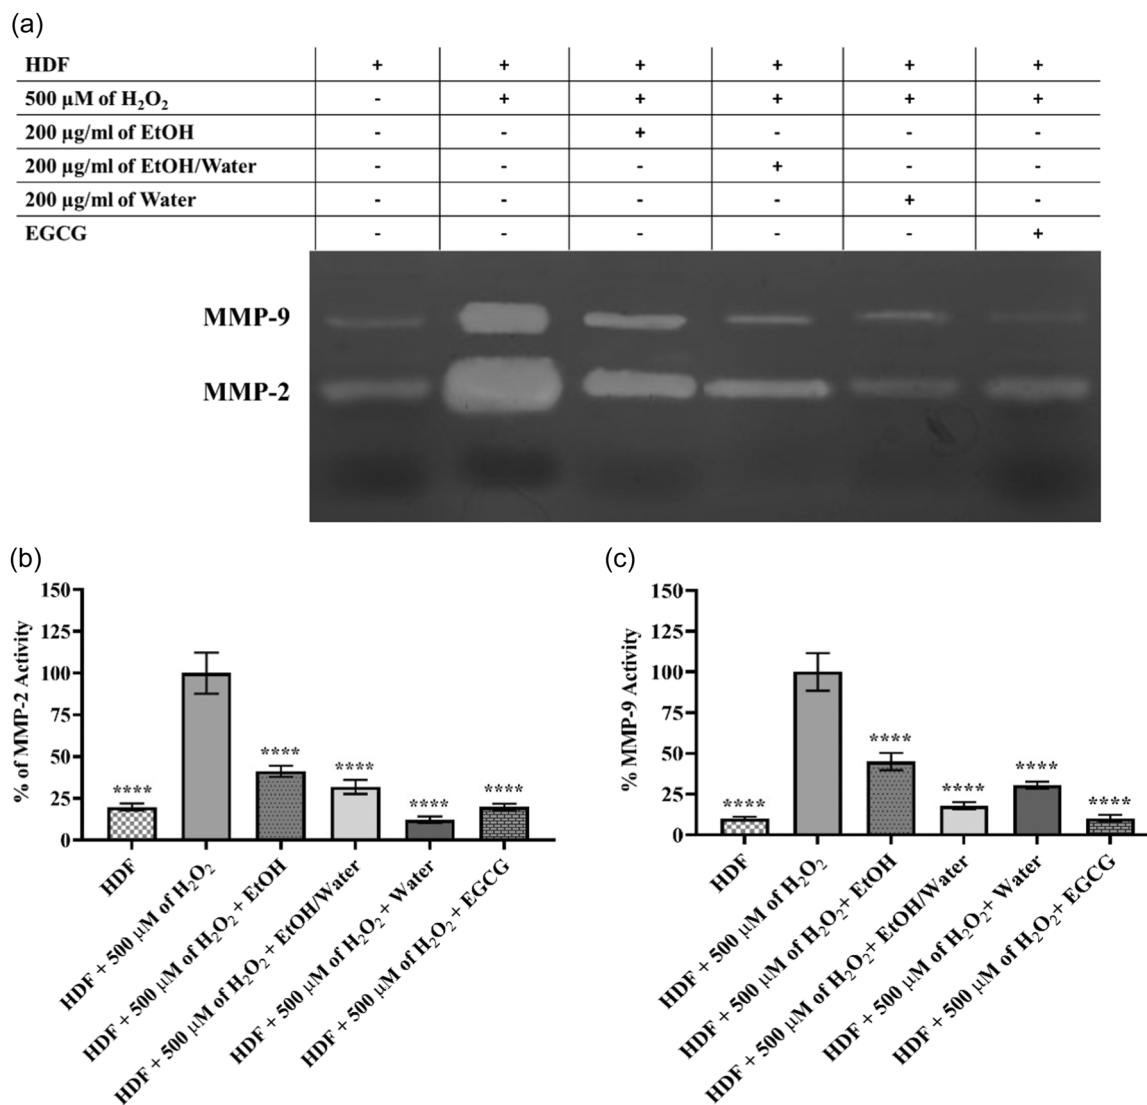 (a)
HDF + + + + + +
500 µM of H₂O₂ - + + + + +
200 µg/ml of EtOH - - + - - -
200 µg/ml of EtOH/Water - - - + - -
200 µg/ml of Water - - - - + -
EGCG - - - - - +
MMP-9
MMP-2
(b)
% of MMP-2 Activity
150
125
100
75
50
25
0
**** **** **** **** ****
HDF
HDF + 500 µM of H₂O₂
HDF + 500 µM of H₂O₂ + EtOH
HDF + 500 µM of H₂O₂ + EtOH/Water
HDF + 500 µM of H₂O₂ + Water
HDF + 500 µM of H₂O₂ + EGCG
(c)
% MMP-9 Activity
150
125
100
75
50
25
0
**** **** **** **** ****
HDF
HDF + 500 µM of H₂O₂
HDF + 500 µM of H₂O₂+ EtOH
HDF + 500 µM of H₂O₂+ EtOH/Water
HDF + 500 µM of H₂O₂+ Water
HDF + 500 µM of H₂O₂+ EGCG